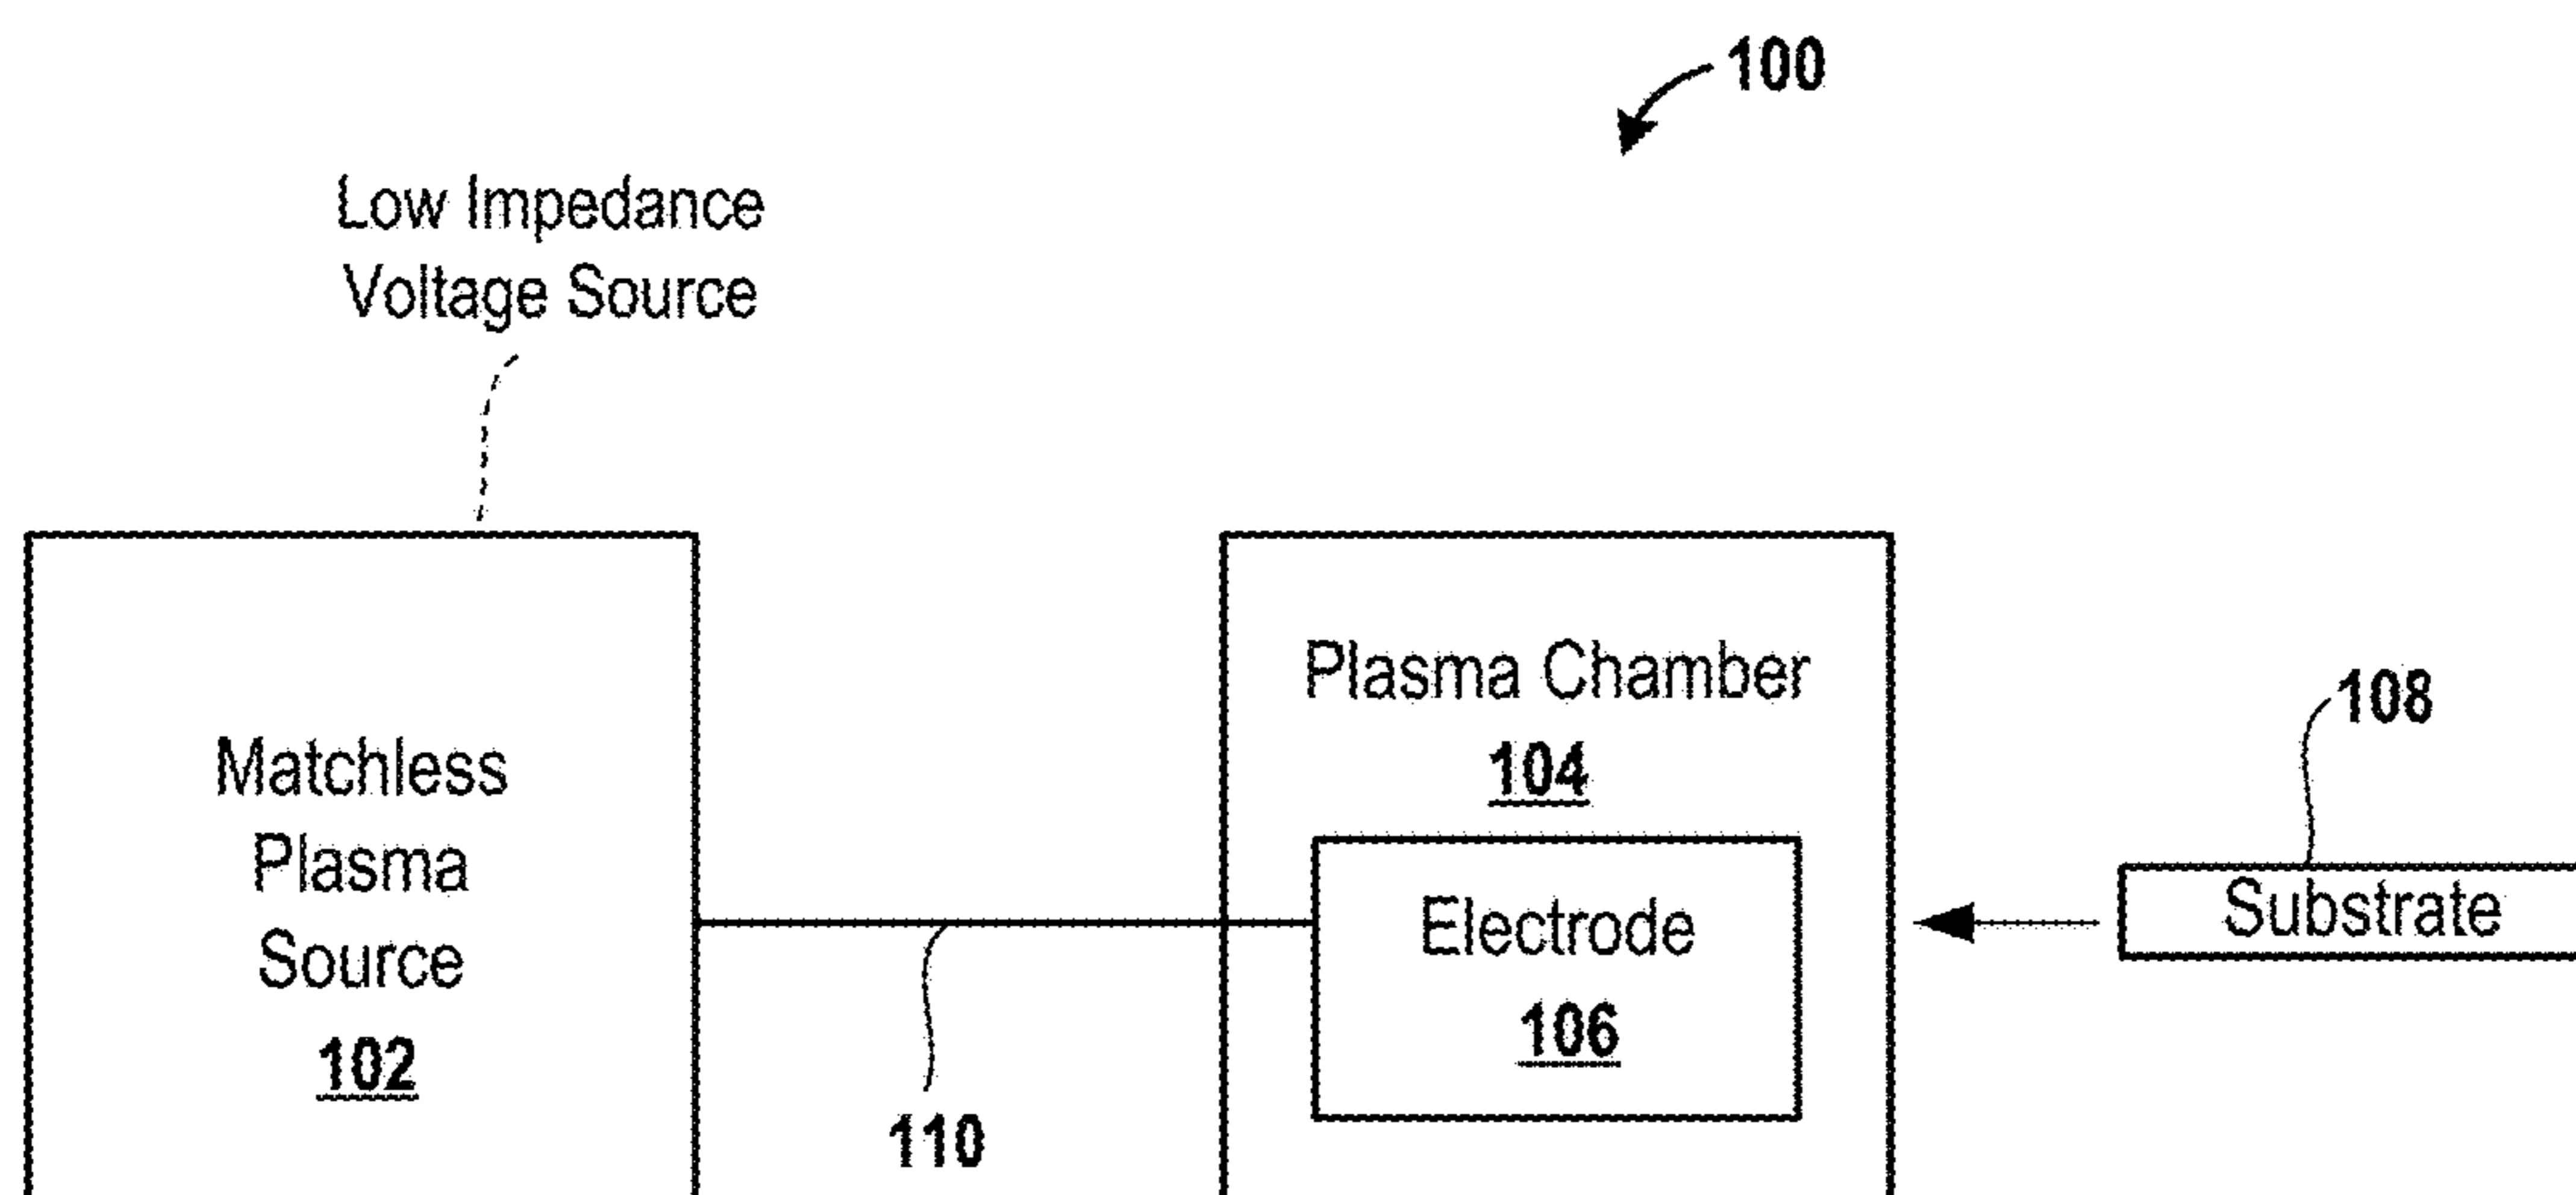 100
Low Impedance
Voltage Source
Matchless
Plasma
Source
102
110
Plasma Chamber
104
Electrode
106
108
Substrate